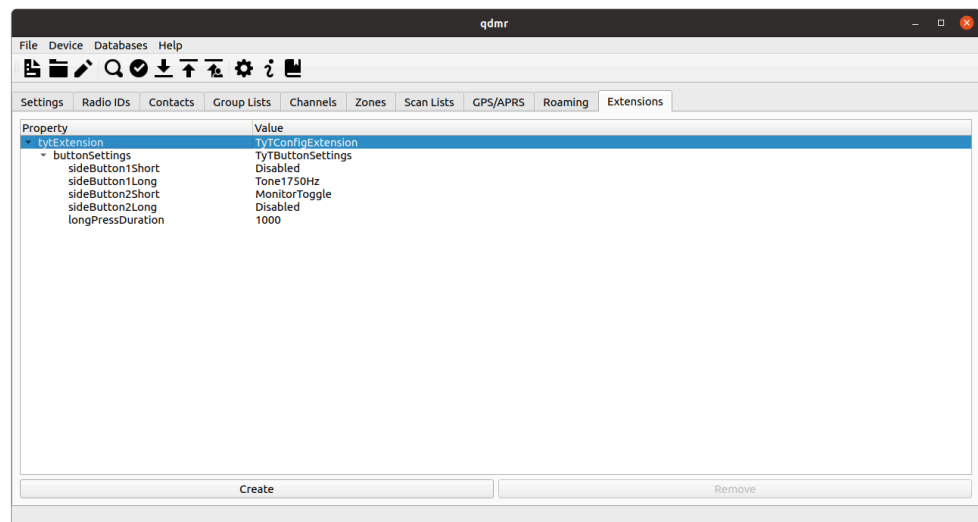 qdmr
File Device Databases Help
Settings Radio IDs Contacts Group Lists Channels Zones Scan Lists GPS/APRS Roaming Extensions
Property Value
tytExtension TyTConfigExtension
buttonSettings TyTButtonSettings
sideButton1Short Disabled
sideButton1Long Tone1750Hz
sideButton2Short MonitorToggle
sideButton2Long Disabled
longPressDuration 1000
Create Remove